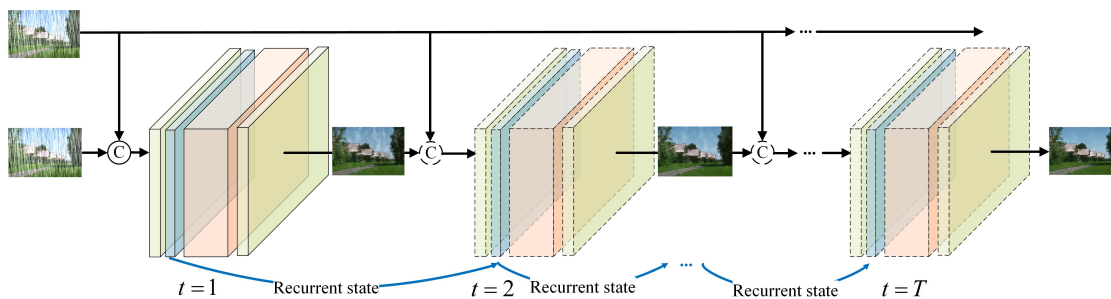 ...
C
C
C
...
...
t = 1
Recurrent state
t = 2
Recurrent state
Recurrent state
t = T